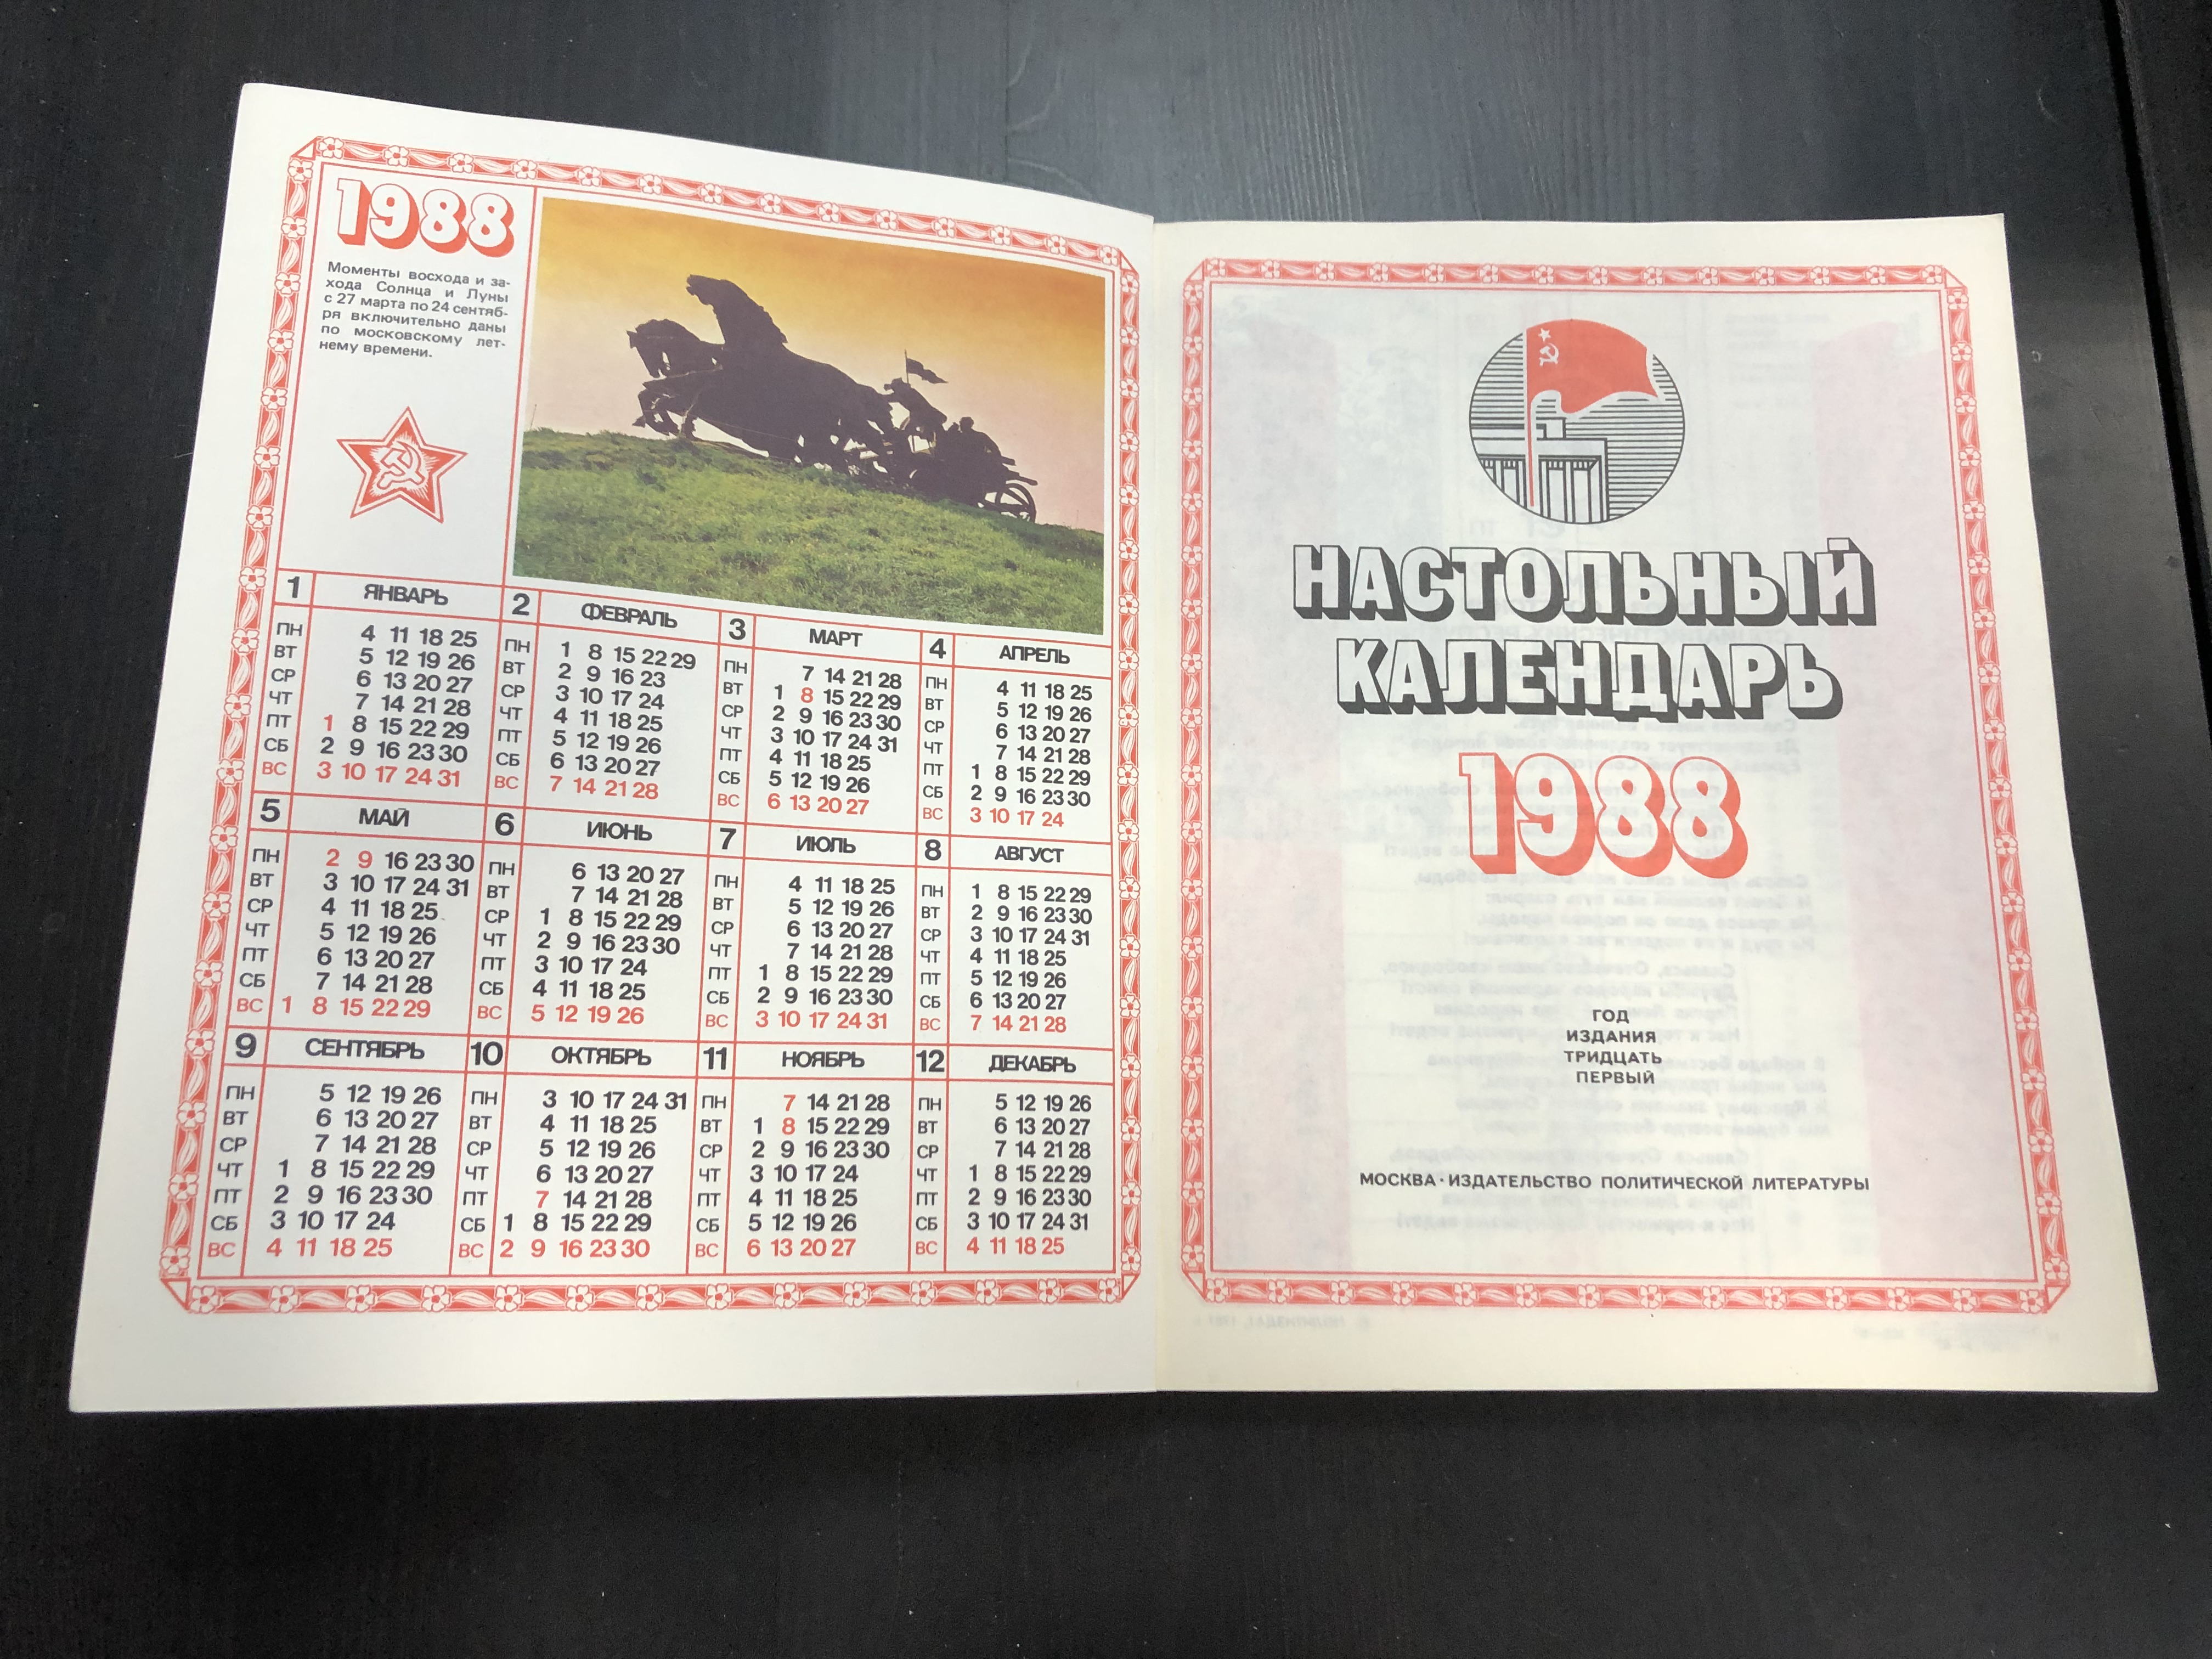 1988
Моменты восхода и за-
хода Солнца и Луны
с 27 марта по 24 сентяб-
ря включительно даны
по московскому лет-
нему времени.
1 ЯНВАРЬ
ПН 4 11 18 25
ВТ 5 12 19 26
СР 6 13 20 27
ЧТ 7 14 21 28
ПТ 1 8 15 22 29
СБ 2 9 16 23 30
ВС 3 10 17 24 31
2 ФЕВРАЛЬ
ПН 1 8 15 22 29
ВТ 2 9 16 23
СР 3 10 17 24
ЧТ 4 11 18 25
ПТ 5 12 19 26
СБ 6 13 20 27
ВС 7 14 21 28
3 МАРТ
ПН 7 14 21 28
ВТ 1 8 15 22 29
СР 2 9 16 23 30
ЧТ 3 10 17 24 31
ПТ 4 11 18 25
СБ 5 12 19 26
ВС 6 13 20 27
4 АПРЕЛЬ
ПН 4 11 18 25
ВТ 5 12 19 26
СР 6 13 20 27
ЧТ 7 14 21 28
ПТ 1 8 15 22 29
СБ 2 9 16 23 30
ВС 3 10 17 24
5 МАЙ
ПН 2 9 16 23 30
ВТ 3 10 17 24 31
СР 4 11 18 25
ЧТ 5 12 19 26
ПТ 6 13 20 27
СБ 7 14 21 28
ВС 1 8 15 22 29
6 ИЮНЬ
ПН 6 13 20 27
ВТ 7 14 21 28
СР 1 8 15 22 29
ЧТ 2 9 16 23 30
ПТ 3 10 17 24
СБ 4 11 18 25
ВС 5 12 19 26
7 ИЮЛЬ
ПН 4 11 18 25
ВТ 5 12 19 26
СР 6 13 20 27
ЧТ 7 14 21 28
ПТ 1 8 15 22 29
СБ 2 9 16 23 30
ВС 3 10 17 24 31
8 АВГУСТ
ПН 1 8 15 22 29
ВТ 2 9 16 23 30
СР 3 10 17 24 31
ЧТ 4 11 18 25
ПТ 5 12 19 26
СБ 6 13 20 27
ВС 7 14 21 28
9 СЕНТЯБРЬ
ПН 5 12 19 26
ВТ 6 13 20 27
СР 7 14 21 28
ЧТ 1 8 15 22 29
ПТ 2 9 16 23 30
СБ 3 10 17 24
ВС 4 11 18 25
10 ОКТЯБРЬ
ПН 3 10 17 24 31
ВТ 4 11 18 25
СР 5 12 19 26
ЧТ 6 13 20 27
ПТ 7 14 21 28
СБ 1 8 15 22 29
ВС 2 9 16 23 30
11 НОЯБРЬ
ПН 7 14 21 28
ВТ 1 8 15 22 29
СР 2 9 16 23 30
ЧТ 3 10 17 24
ПТ 4 11 18 25
СБ 5 12 19 26
ВС 6 13 20 27
12 ДЕКАБРЬ
ПН 5 12 19 26
ВТ 6 13 20 27
СР 7 14 21 28
ЧТ 1 8 15 22 29
ПТ 2 9 16 23 30
СБ 3 10 17 24 31
ВС 4 11 18 25
НАСТОЛЬНЫЙ
КАЛЕНДАРЬ
1988
ГОД
ИЗДАНИЯ
ТРИДЦАТЬ
ПЕРВЫЙ
МОСКВА · ИЗДАТЕЛЬСТВО ПОЛИТИЧЕСКОЙ ЛИТЕРАТУРЫ